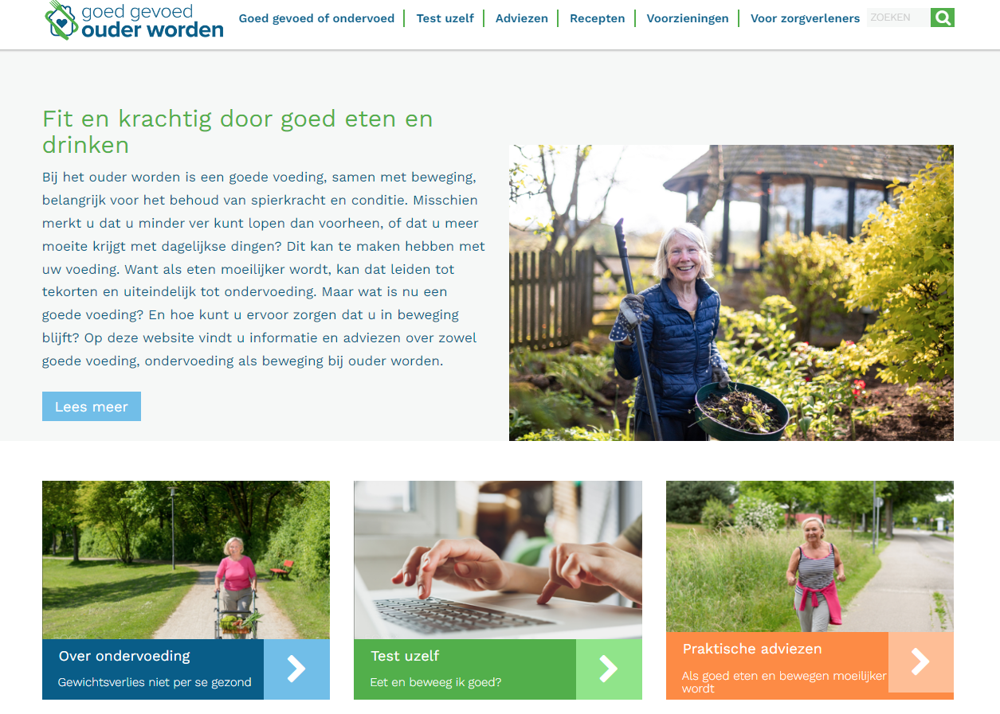 goed gevoed
ouder worden
Goed gevoed of ondervoed
Test uzelf
Adviezen
Recepten
Voorzieningen
Voor zorgverleners
ZOEKEN
Fit en krachtig door goed eten en
drinken
Bij het ouder worden is een goede voeding, samen met beweging,
belangrijk voor het behoud van spierkracht en conditie. Misschien
merkt u dat u minder ver kunt lopen dan voorheen, of dat u meer
moeite krijgt met dagelijkse dingen? Dit kan te maken hebben met
uw voeding. Want als eten moeilijker wordt, kan dat leiden tot
tekorten en uiteindelijk tot ondervoeding. Maar wat is nu een
goede voeding? En hoe kunt u ervoor zorgen dat u in beweging
blijft? Op deze website vindt u informatie en adviezen over zowel
goede voeding, ondervoeding als beweging bij ouder worden.
Lees meer
Over ondervoeding
Gewichtsverlies niet per se gezond
Test uzelf
Eet en beweeg ik goed?
Praktische adviezen
Als goed eten en bewegen moeilijker
wordt